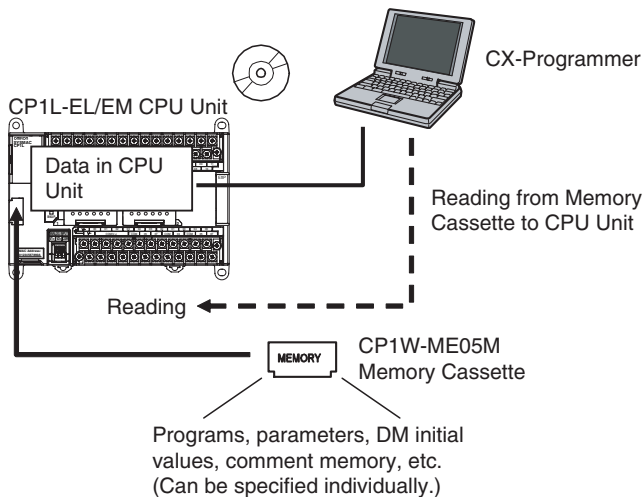 CX-Programmer
CP1L-EL/EM CPU Unit
Data in CPU
Unit
Reading from Memory
Cassette to CPU Unit
Reading
MEMORY
CP1W-ME05M
Memory Cassette
Programs, parameters, DM initial
values, comment memory, etc.
(Can be specified individually.)